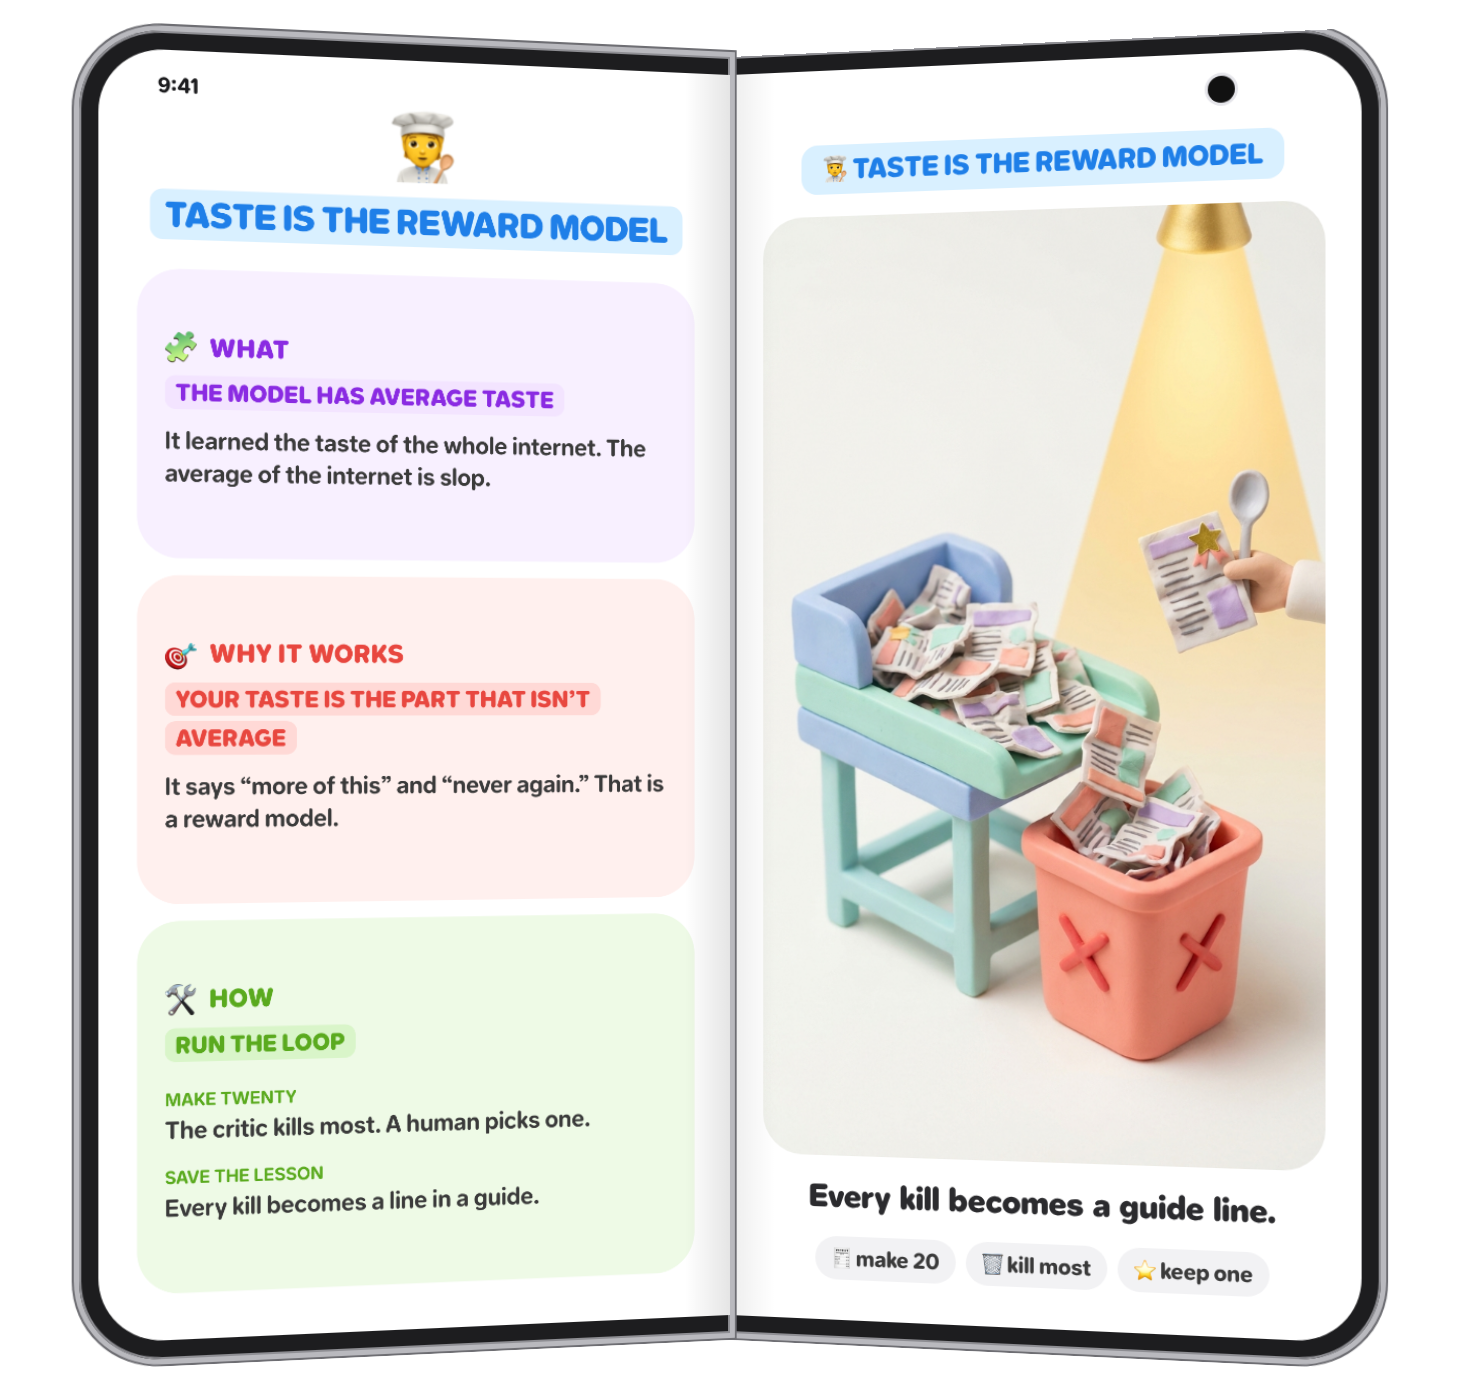 9:41
TASTE IS THE REWARD MODEL
WHAT
THE MODEL HAS AVERAGE TASTE
It learned the taste of the whole internet. The
average of the internet is slop.
WHY IT WORKS
YOUR TASTE IS THE PART THAT ISN’T
AVERAGE
It says “more of this” and “never again.” That is
a reward model.
HOW
RUN THE LOOP
MAKE TWENTY
The critic kills most. A human picks one.
SAVE THE LESSON
Every kill becomes a line in a guide.
TASTE IS THE REWARD MODEL
Every kill becomes a guide line.
make 20
kill most
keep one